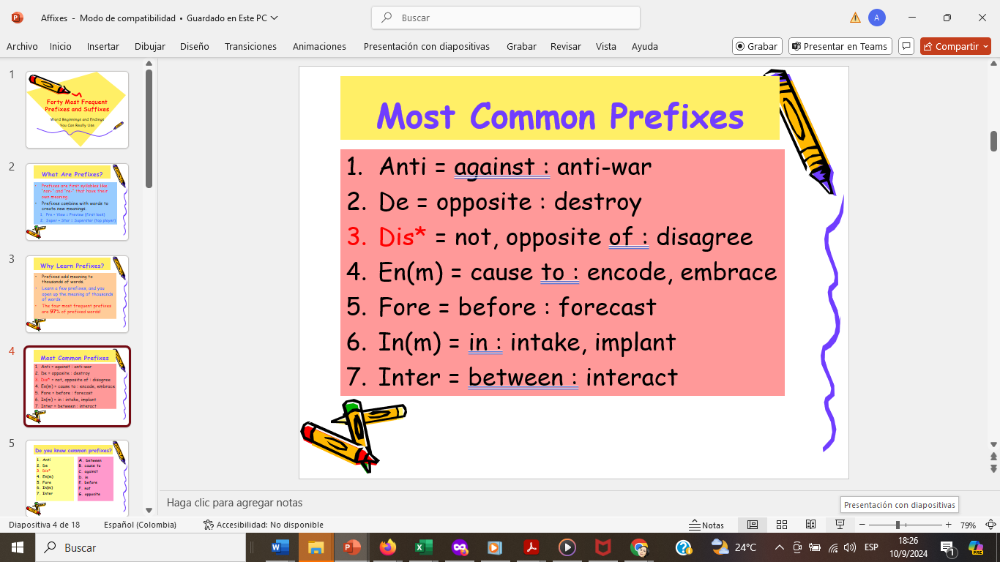 Affixes - Modo de compatibilidad • Guardado en Este PC
Buscar
A
Archivo Inicio Insertar Dibujar Diseño Transiciones Animaciones Presentación con diapositivas Grabar Revisar Vista Ayuda
Grabar
Presentar en Teams
Compartir
1
Forty Most Frequent
Prefixes and Suffixes
Word Beginnings and Endings
You Can Really Use
2
What Are Prefixes?
• Prefixes are first syllables like
"non-" and "re-" that have their
own meaning.
• Prefixes combine with words to
create new meanings.
1. Pre + View = Preview (first look)
2. Super + Star = Superstar (top player)
3
Why Learn Prefixes?
• Prefixes add meaning to
thousands of words.
• Learn a few prefixes, and you
open up the meaning of thousands
of words.
• The four most frequent prefixes
are 97% of prefixed words!
4
Most Common Prefixes
1. Anti = against : anti-war
2. De = opposite : destroy
3. Dis* = not, opposite of : disagree
4. En(m) = cause to : encode, embrace
5. Fore = before : forecast
6. In(m) = in : intake, implant
7. Inter = between : interact
5
Do you know common prefixes?
1. Anti
2. De
3. Dis*
4. En(m)
5. Fore
6. In(m)
7. Inter
A. between
B. cause to
C. against
D. in
E. before
F. not
G. opposite
Most Common Prefixes
1. Anti = against : anti-war
2. De = opposite : destroy
3. Dis* = not, opposite of : disagree
4. En(m) = cause to : encode, embrace
5. Fore = before : forecast
6. In(m) = in : intake, implant
7. Inter = between : interact
Haga clic para agregar notas
Presentación con diapositivas
Diapositiva 4 de 18
Español (Colombia)
Accesibilidad: No disponible
Notas
79%
Buscar
24°C
ESP
18:26
10/9/2024
1
PRE